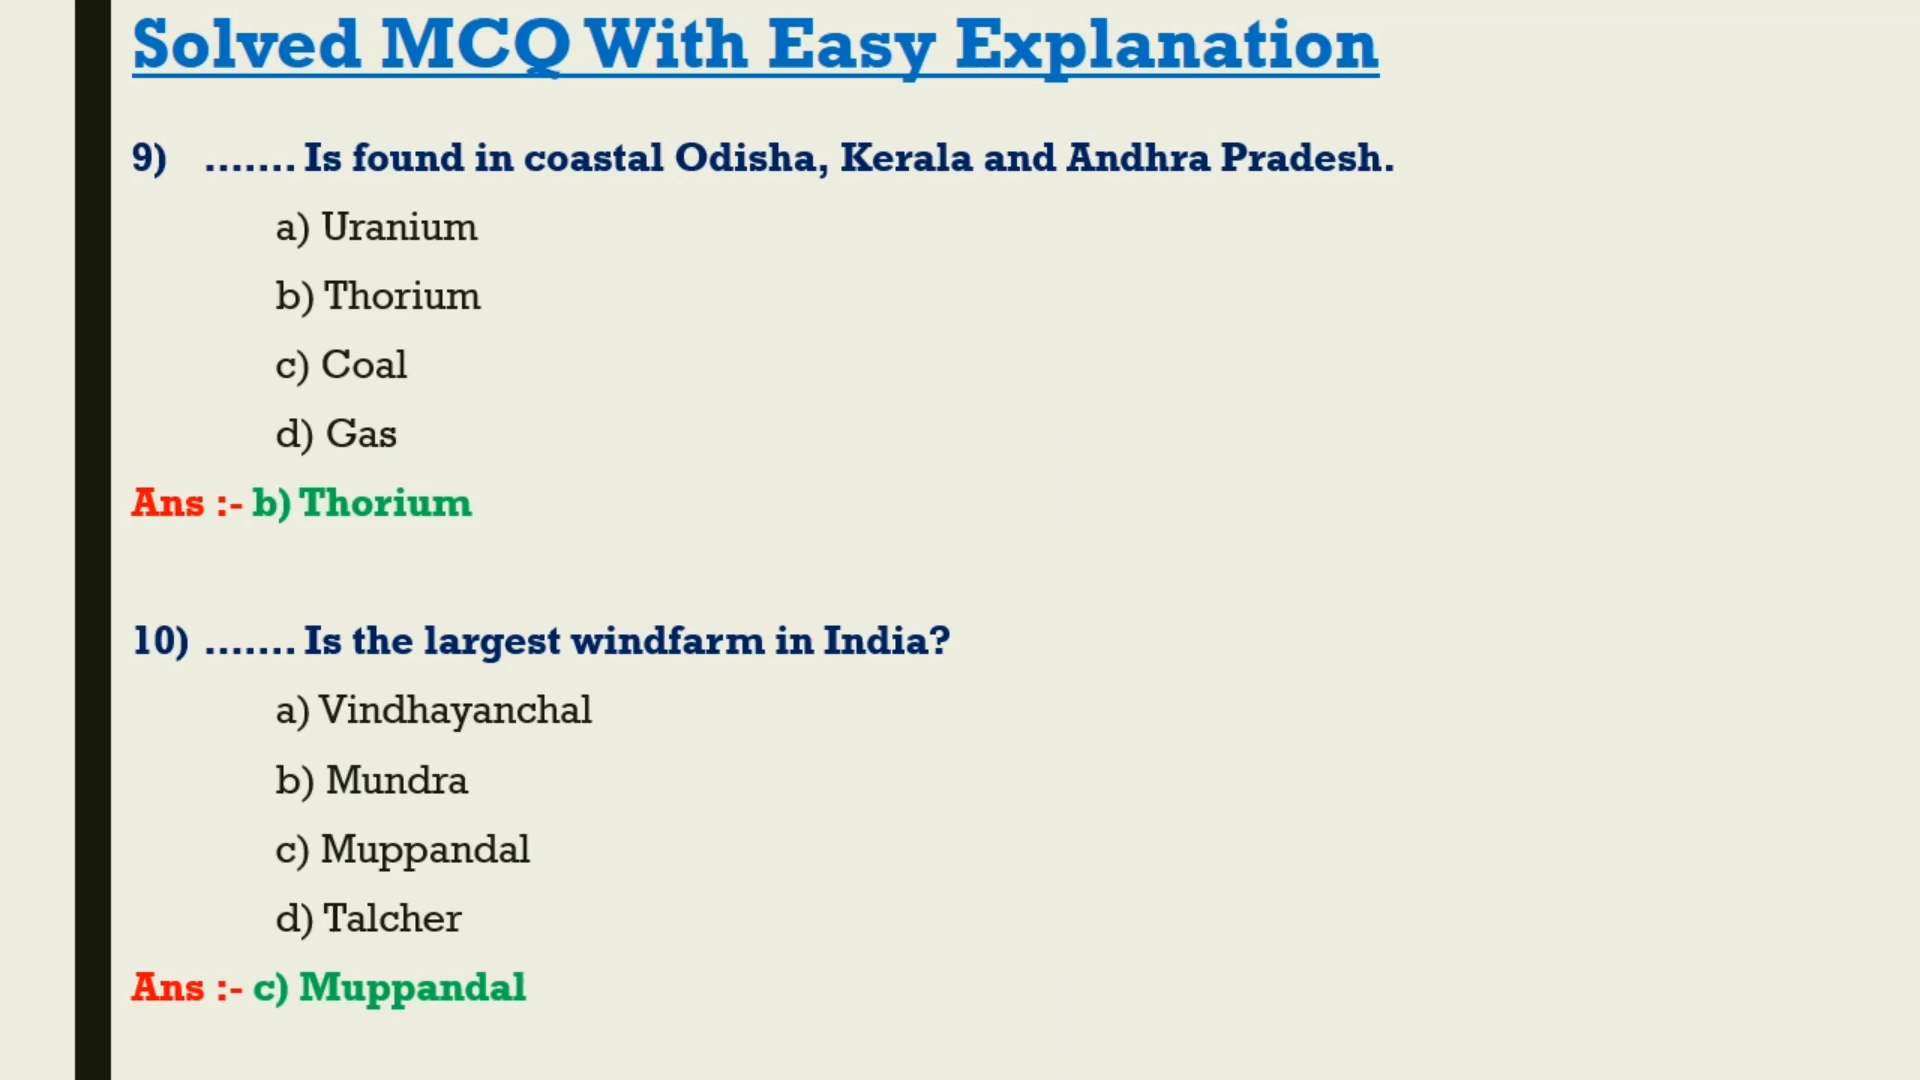 Solved MCQ With Easy Explanation
9) ....... Is found in coastal Odisha, Kerala and Andhra Pradesh.
a) Uranium
b) Thorium
c) Coal
d) Gas
Ans :- b) Thorium
10) ....... Is the largest windfarm in India?
a) Vindhayanchal
b) Mundra
c) Muppandal
d) Talcher
Ans :- c) Muppandal